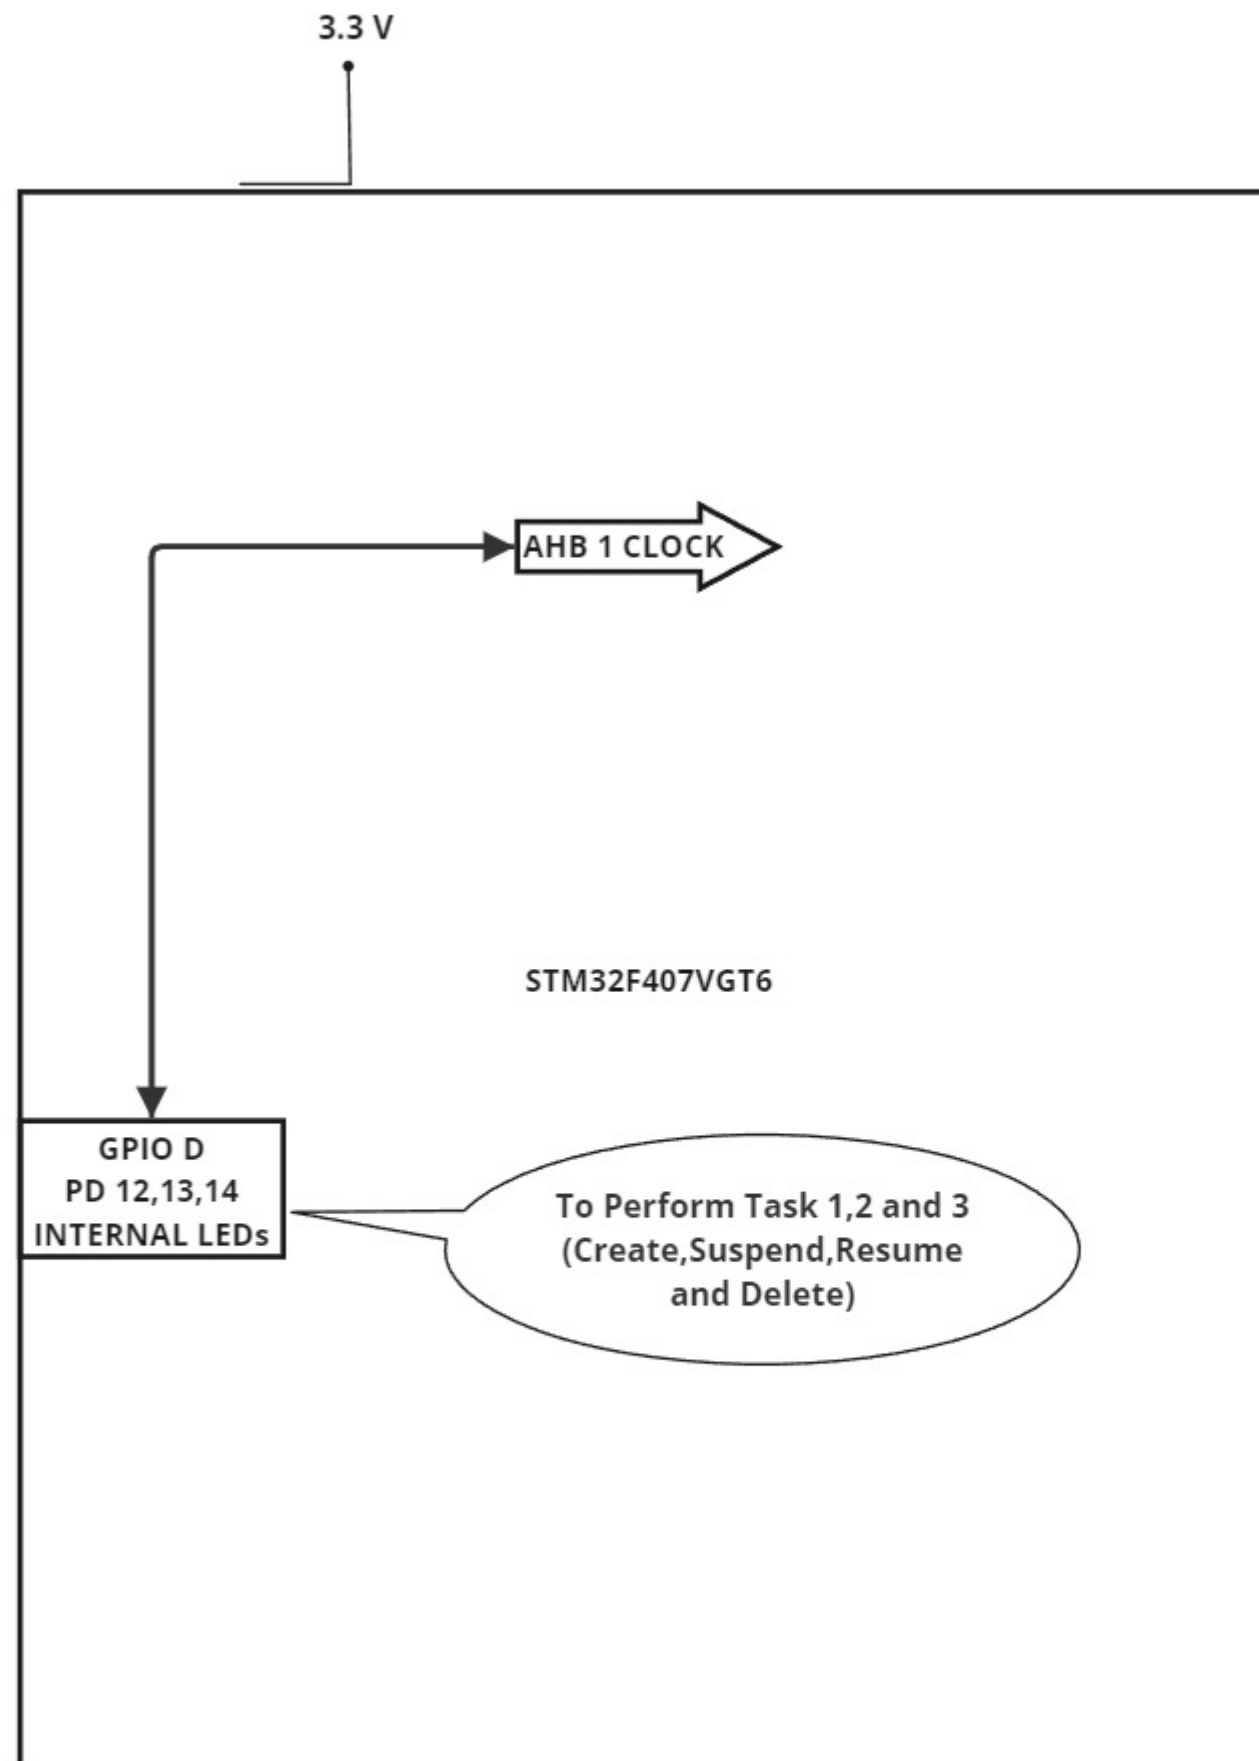 3.3 V
AHB 1 CLOCK
STM32F407VGT6
GPIO D
PD 12,13,14
INTERNAL LEDs
To Perform Task 1,2 and 3
(Create,Suspend,Resume
and Delete)